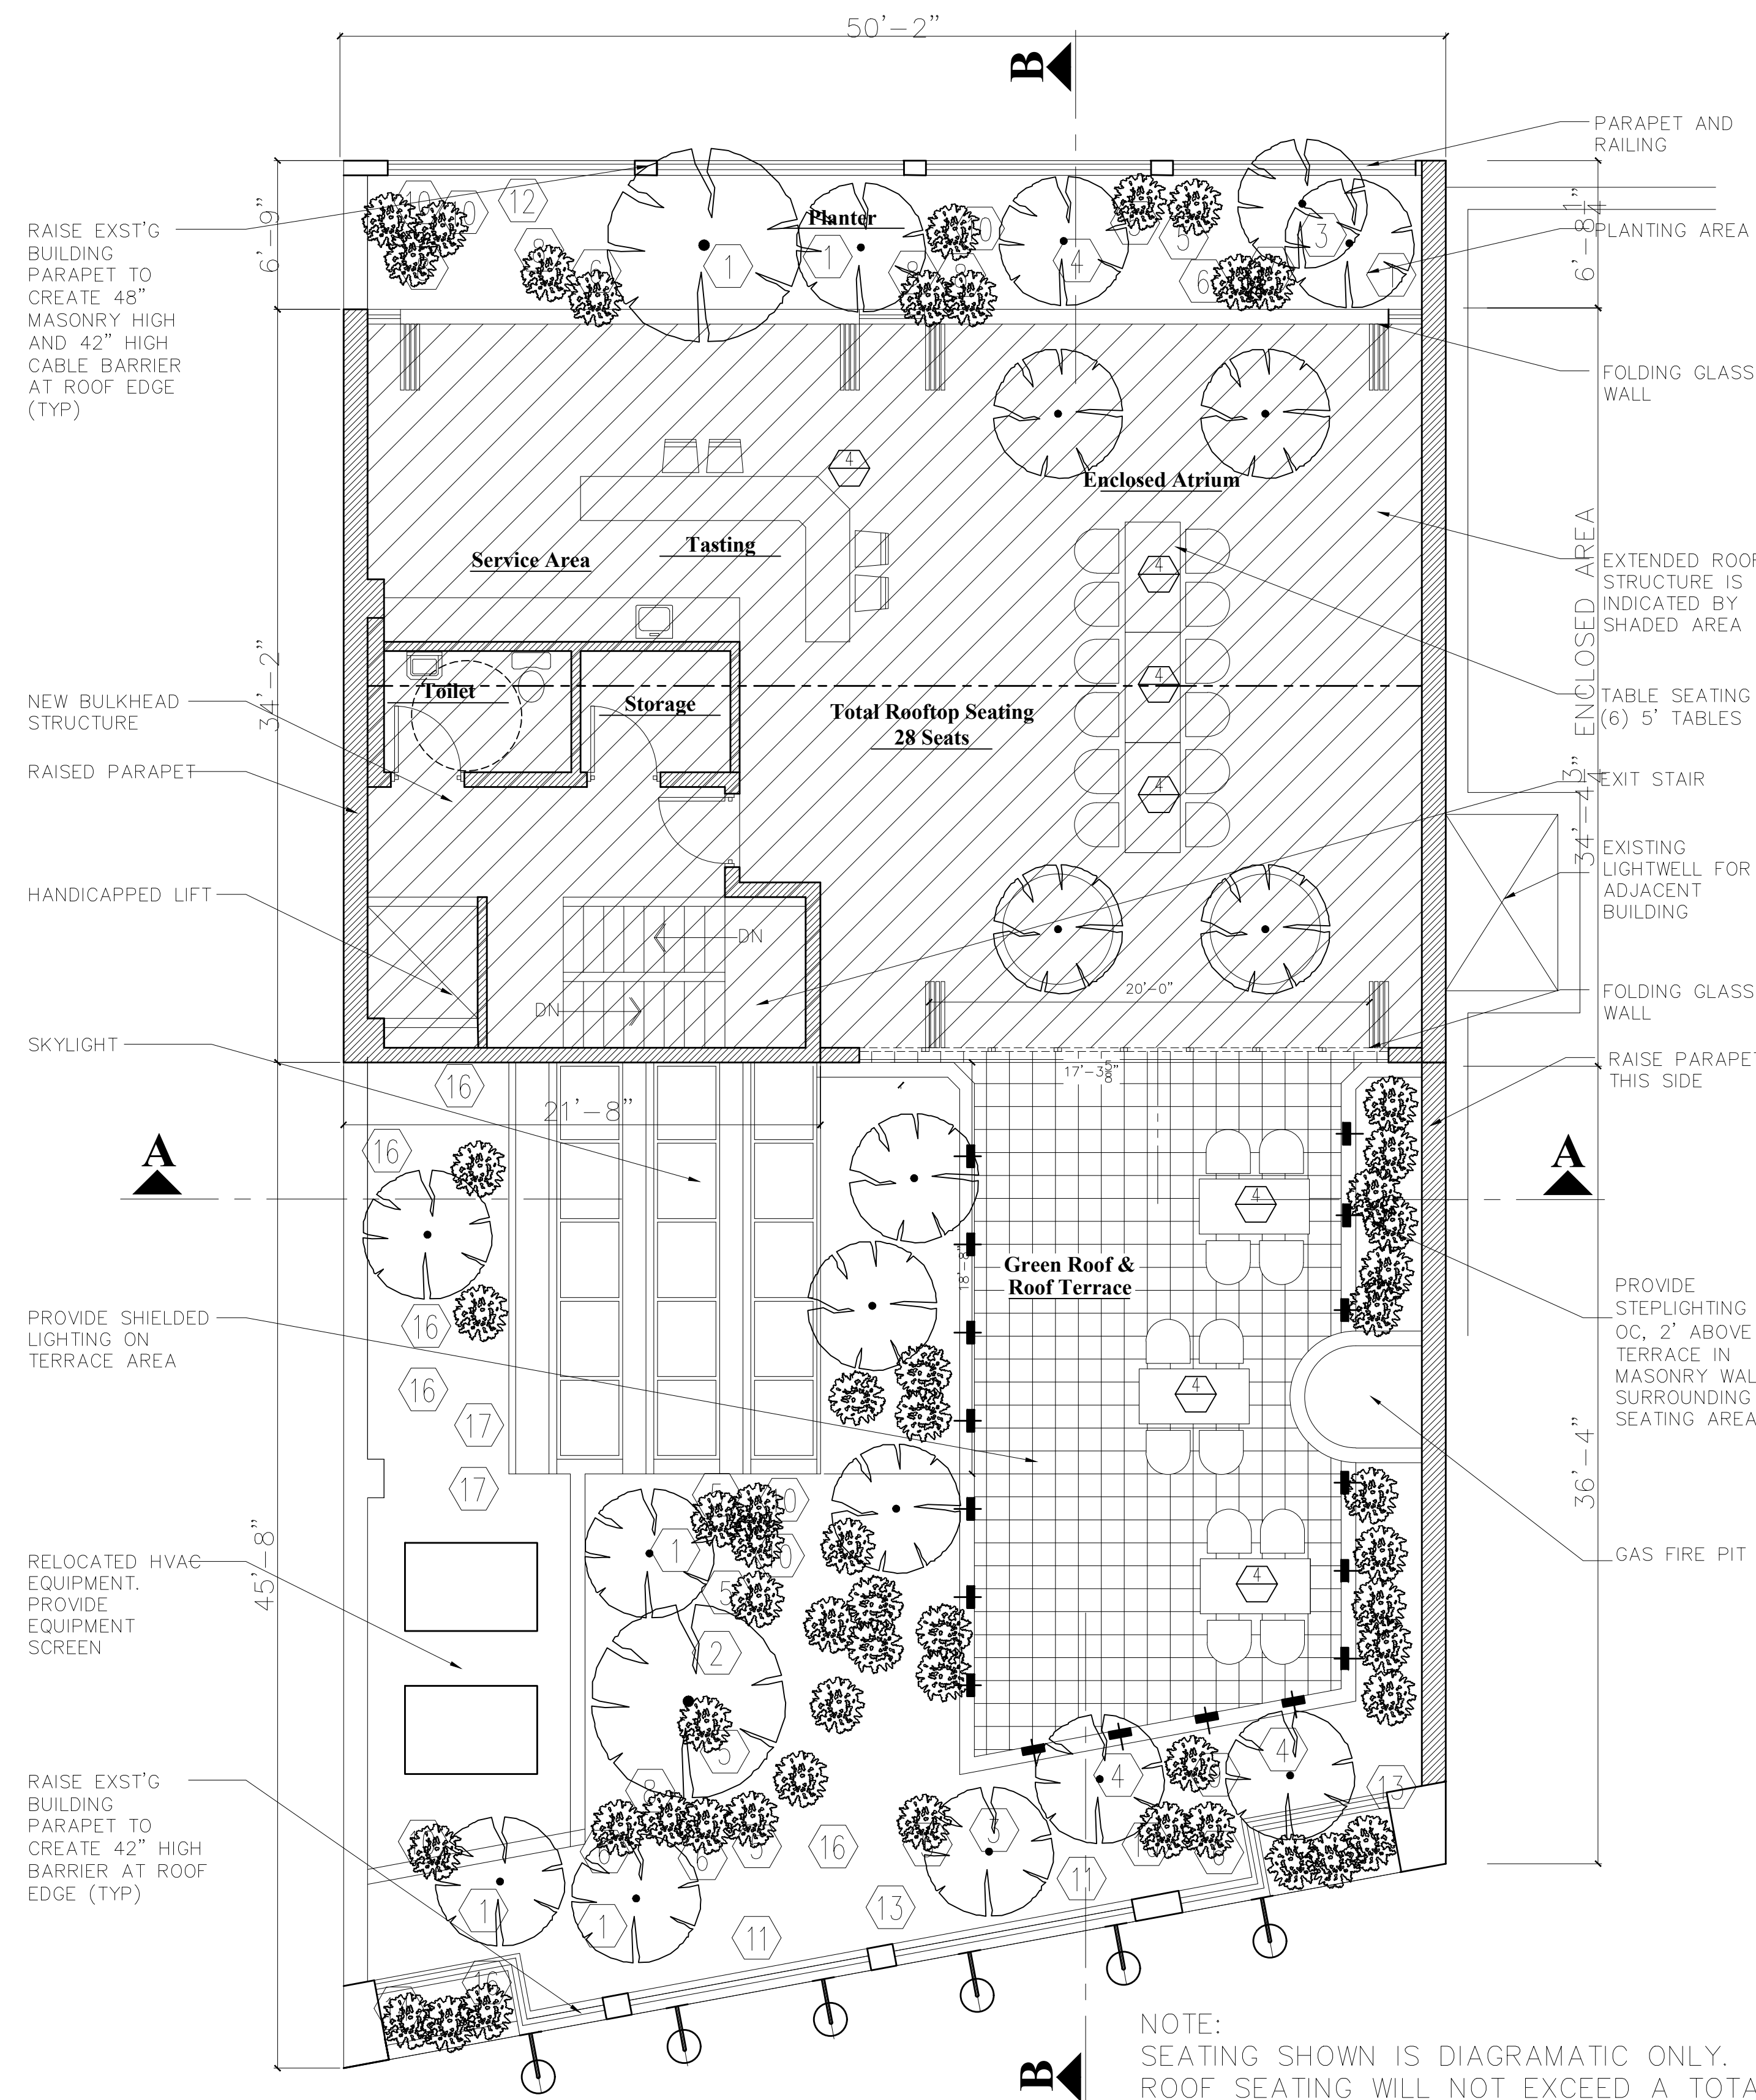 50'-2"
B
PARAPET AND
RAILING
RAISE EXST'G
BUILDING
PARAPET TO
CREATE 48"
MASONRY HIGH
AND 42" HIGH
CABLE BARRIER
AT ROOF EDGE
(TYP)
6'-9"
12
Planter
1
1
4
5
6
3
6'-8
PLANTING AREA
FOLDING GLASS
WALL
4
Enclosed Atrium
Tasting
Service Area
4
EXTENDED ROOF
STRUCTURE IS
INDICATED BY
SHADED AREA
ENCLOSED AREA
34'-2"
NEW BULKHEAD
STRUCTURE
RAISED PARAPET
Toilet
Storage
Total Rooftop Seating
28 Seats
4
4
TABLE SEATING
(6) 5' TABLES
EXIT STAIR
34'-4
EXISTING
LIGHTWELL FOR
ADJACENT
BUILDING
HANDICAPPED LIFT
DN
DN
20'-0"
FOLDING GLASS
WALL
SKYLIGHT
17'-3
RAISE PARAPET
THIS SIDE
16
21'-8"
A
16
4
A
Green Roof &
Roof Terrace
18'-8"
PROVIDE SHIELDED
LIGHTING ON
TERRACE AREA
16
16
17
17
4
PROVIDE
STEPLIGHTING
OC, 2' ABOVE
TERRACE IN
MASONRY
SURROUNDING
SEATING AREA
36'-4"
45'-8"
RELOCATED HVAC
EQUIPMENT.
PROVIDE
EQUIPMENT
SCREEN
1
5
2
4
GAS FIRE PIT
RAISE EXST'G
BUILDING
PARAPET TO
CREATE 42" HIGH
BARRIER AT ROOF
EDGE (TYP)
8
4
4
13
3
16
6
11
1
1
13
11
16
B
NOTE:
SEATING SHOWN IS DIAGRAMATIC ONLY.
ROOF SEATING WILL NOT EXCEED A